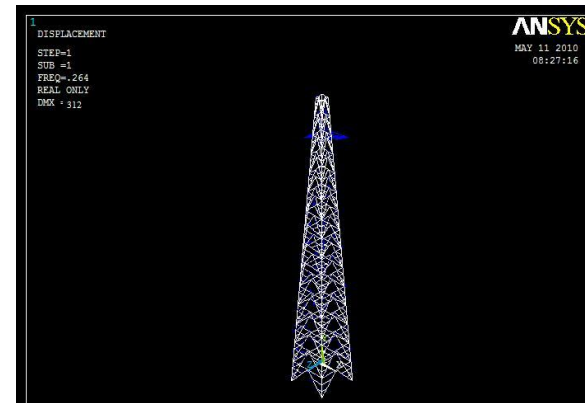 1
DISPLACEMENT
STEP=1
SUB =1
FREQ=.264
REAL ONLY
DMX =312
ANSYS
MAY 11 2010
08:27:16
X